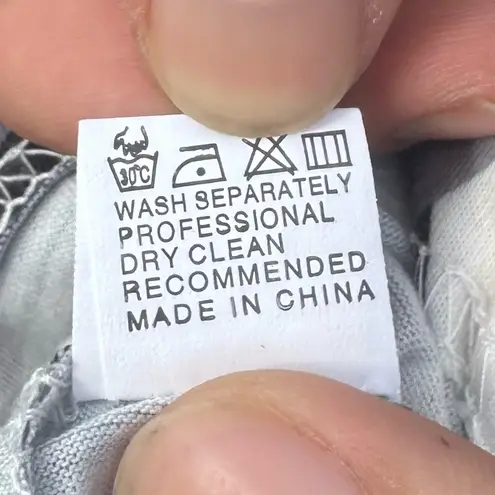 30°C
WASH SEPARATELY
PROFESSIONAL
DRY CLEAN
RECOMMENDED
MADE IN CHINA